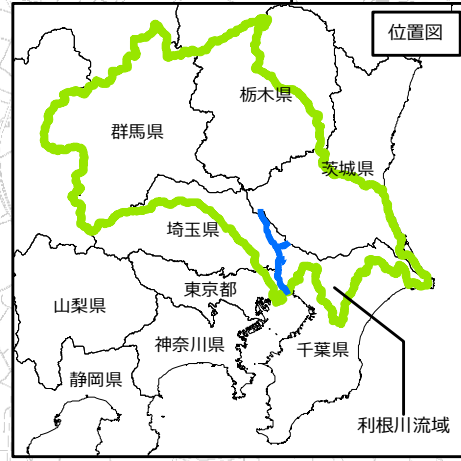 位置図
栃木県
群馬県
茨城県
埼玉県
東京都
山梨県
神奈川県
千葉県
静岡県
利根川流域